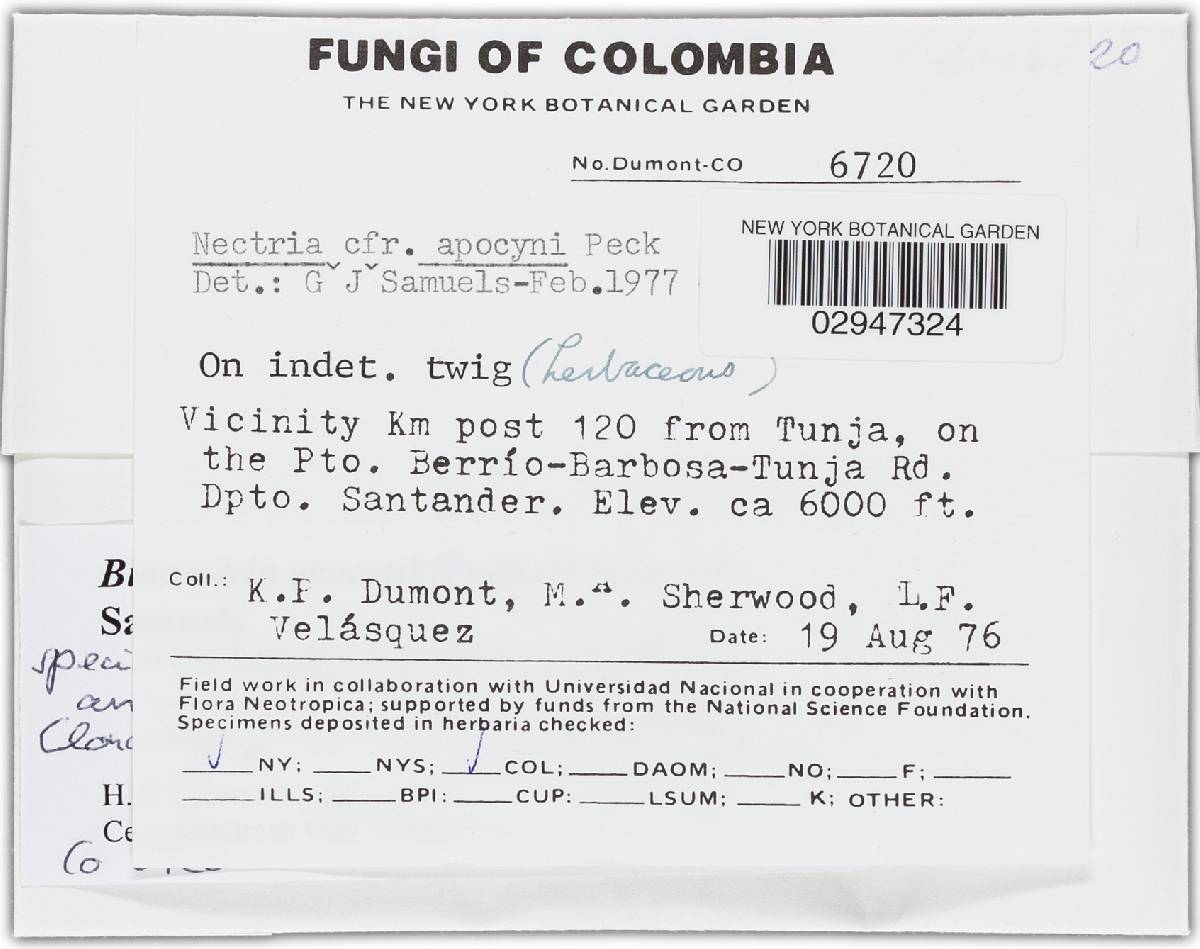 FUNGI OF COLOMBIA
20
THE NEW YORK BOTANICAL GARDEN
No.Dumont-CO 6720
NEW YORK BOTANICAL GARDEN
02947324
Nectria cfr. apocyni Peck
Det.: G J Samuels-Feb.1977
On indet. twig (herbaceous)
Vicinity Km post 120 from Tunja, on
the Pto. Berrío-Barbosa-Tunja Rd.
Dpto. Santander. Elev. ca 6000 ft.
Coll.: K.P. Dumont, M.A. Sherwood, L.F.
Velásquez Date: 19 Aug 76
Field work in collaboration with Universidad Nacional in cooperation with
Flora Neotropica; supported by funds from the National Science Foundation.
Specimens deposited in herbaria checked:
NY; NYS; COL; DAOM; NO; F;
ILLS; BPI: CUP: LSUM; K; OTHER:
H.
Co